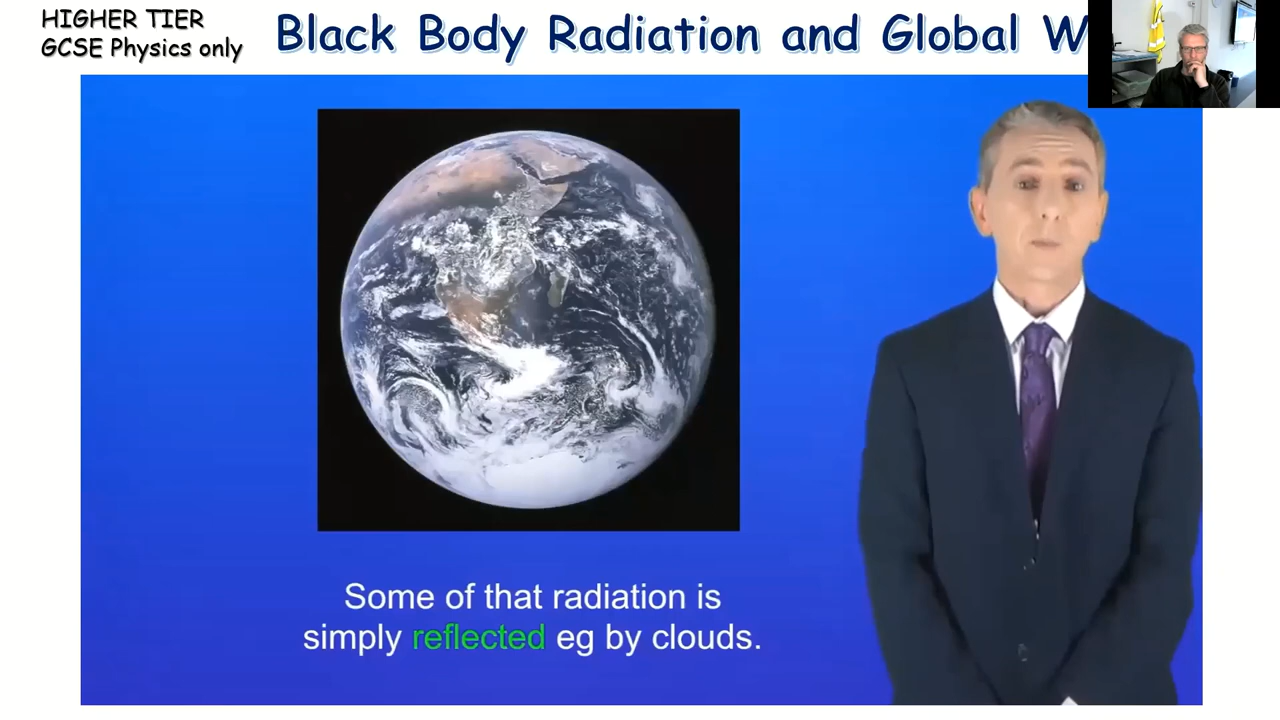 HIGHER TIER
GCSE Physics only
Black Body Radiation and Global W
Some of that radiation is
simply reflected eg by clouds.